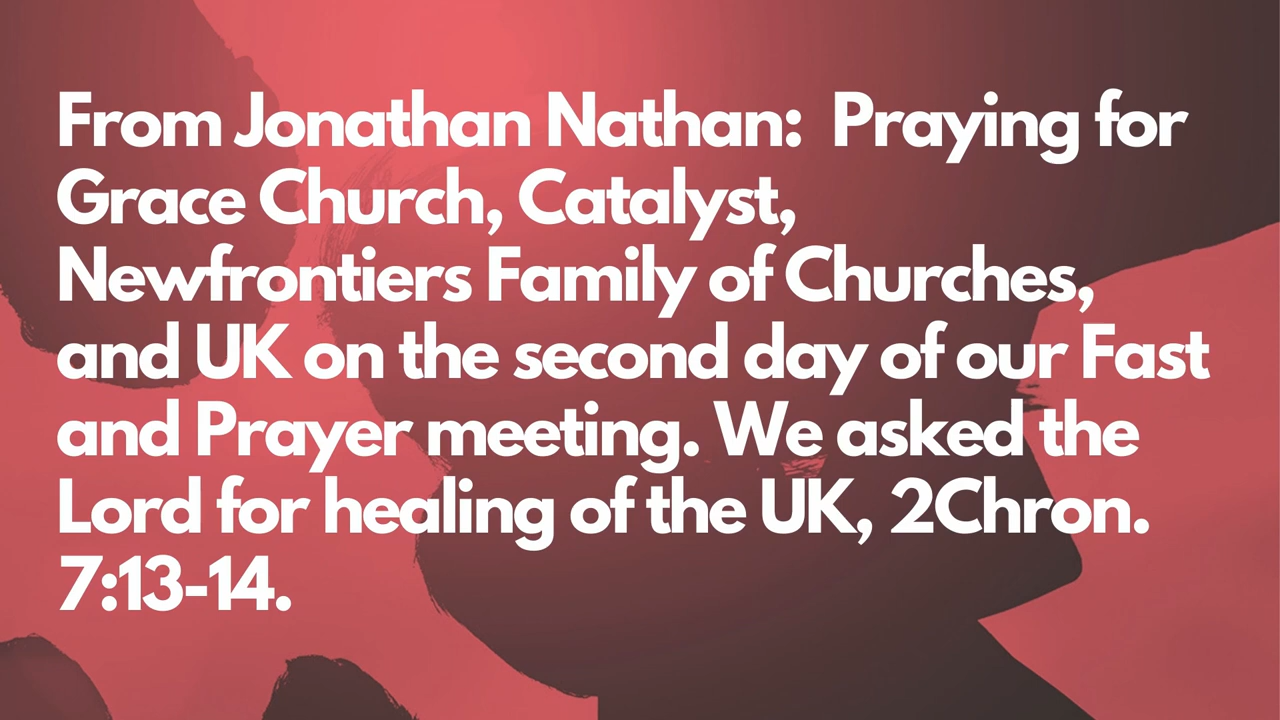 From Jonathan Nathan:  Praying for
Grace Church, Catalyst,
Newfrontiers Family of Churches,
and UK on the second day of our Fast
and Prayer meeting. We asked the
Lord for healing of the UK, 2Chron.
7:13-14.